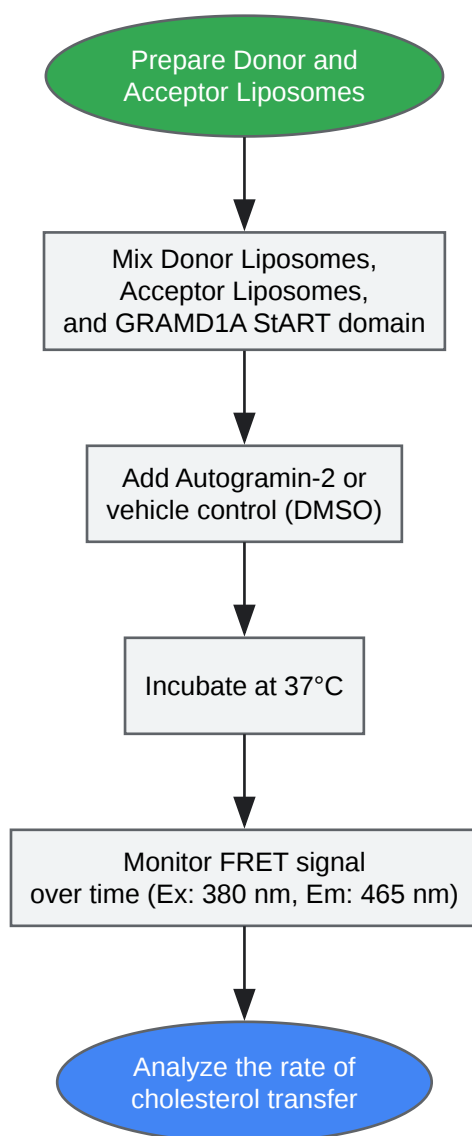 Prepare Donor and
Acceptor Liposomes
Mix Donor Liposomes,
Acceptor Liposomes,
and GRAMD1A StART domain
Add Autogramin-2 or
vehicle control (DMSO)
Incubate at 37°C
Monitor FRET signal
over time (Ex: 380 nm, Em: 465 nm)
Analyze the rate of
cholesterol transfer